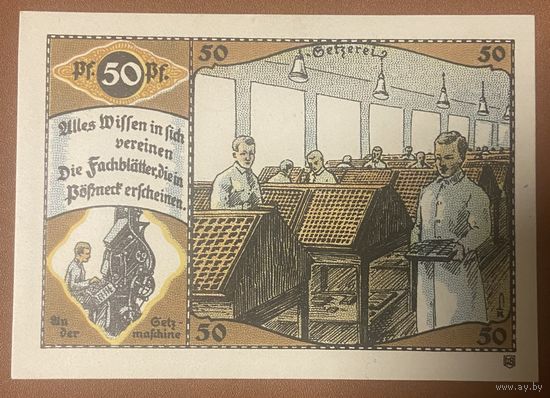 Pf. 50 Pf.
Alles Wissen in sich
vereinen
Die Fachblätter, die in
Pößneck erscheinen.
An der Setz-
maschine
50 Setzerei 50
50 50
www.ay.by